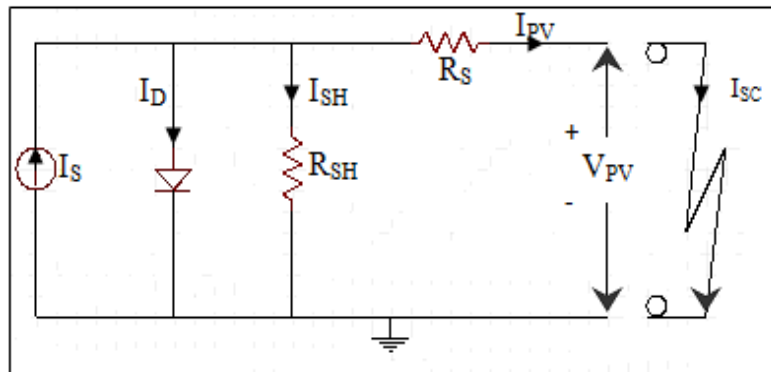 I_PV
R_S
I_D
I_SH
I_SC
I_S
R_SH
+
V_PV
-